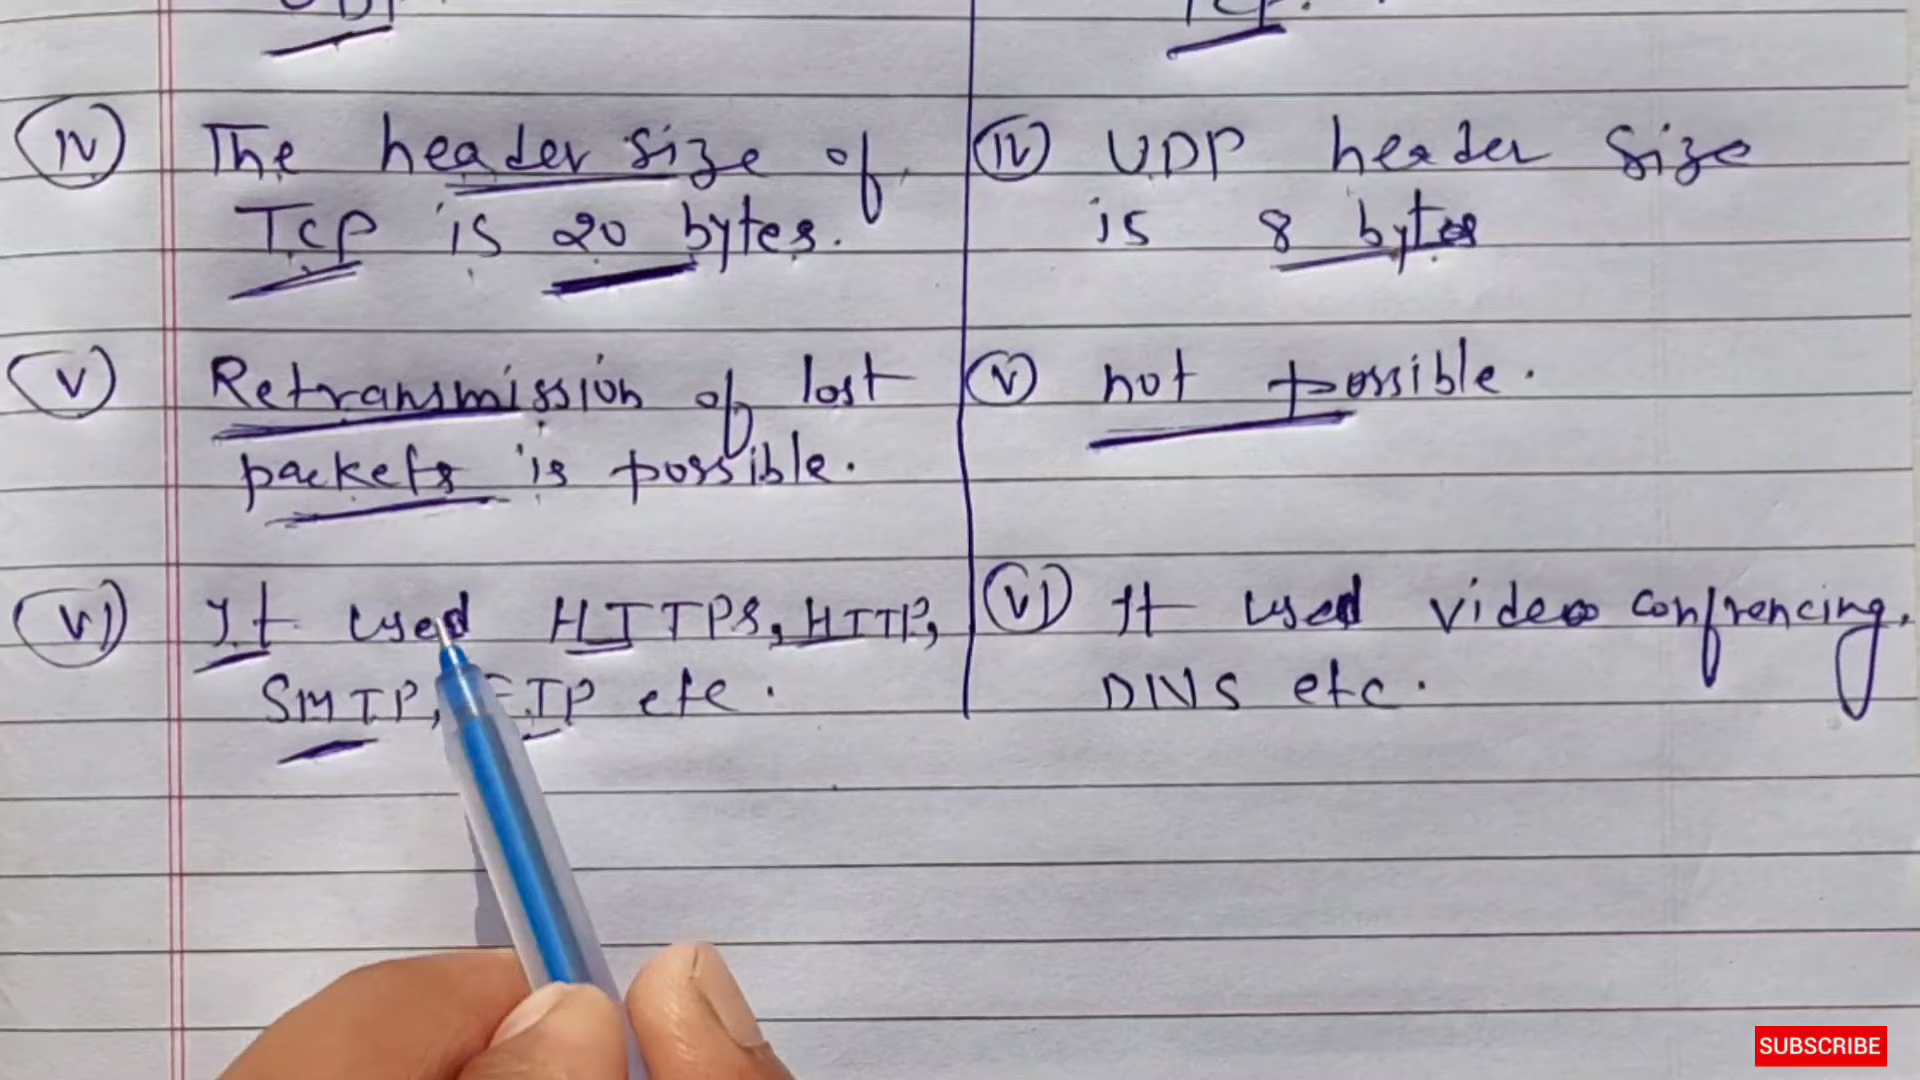 UDP.
TCP.
IV The header size of
TCP is 20 bytes.
IV UDP header size
is 8 bytes
V Retransmission of lost
packets is possible.
V not possible.
VI It used HTTPS, HTTP,
SMTP, FTP etc.
VI It used video confrencing,
DNS etc.
SUBSCRIBE